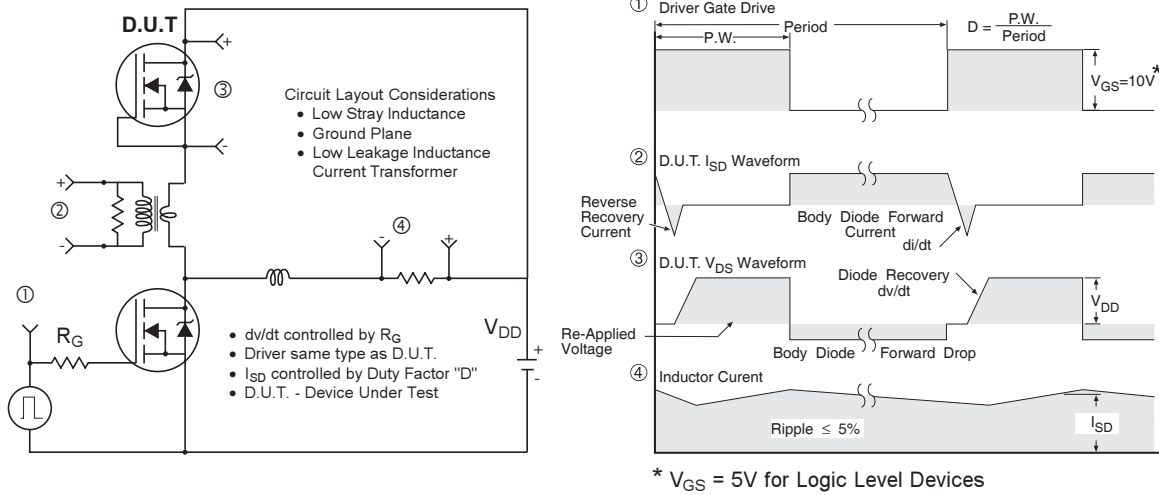 D.U.T
+
③
-
Circuit Layout Considerations
• Low Stray Inductance
• Ground Plane
• Low Leakage Inductance
Current Transformer
+
②
-
④
- +
①
R_G
• dv/dt controlled by R_G
• Driver same type as D.U.T.
• I_SD controlled by Duty Factor "D"
• D.U.T. - Device Under Test
V_DD
+
-
① Driver Gate Drive
P.W.
Period
D = P.W. / Period
V_GS=10V*
② D.U.T. I_SD Waveform
Reverse
Recovery
Current
Body Diode Forward
Current
di/dt
③ D.U.T. V_DS Waveform
Diode Recovery
dv/dt
V_DD
Re-Applied
Voltage
Body Diode Forward Drop
④ Inductor Curent
Ripple ≤ 5%
I_SD
* V_GS = 5V for Logic Level Devices